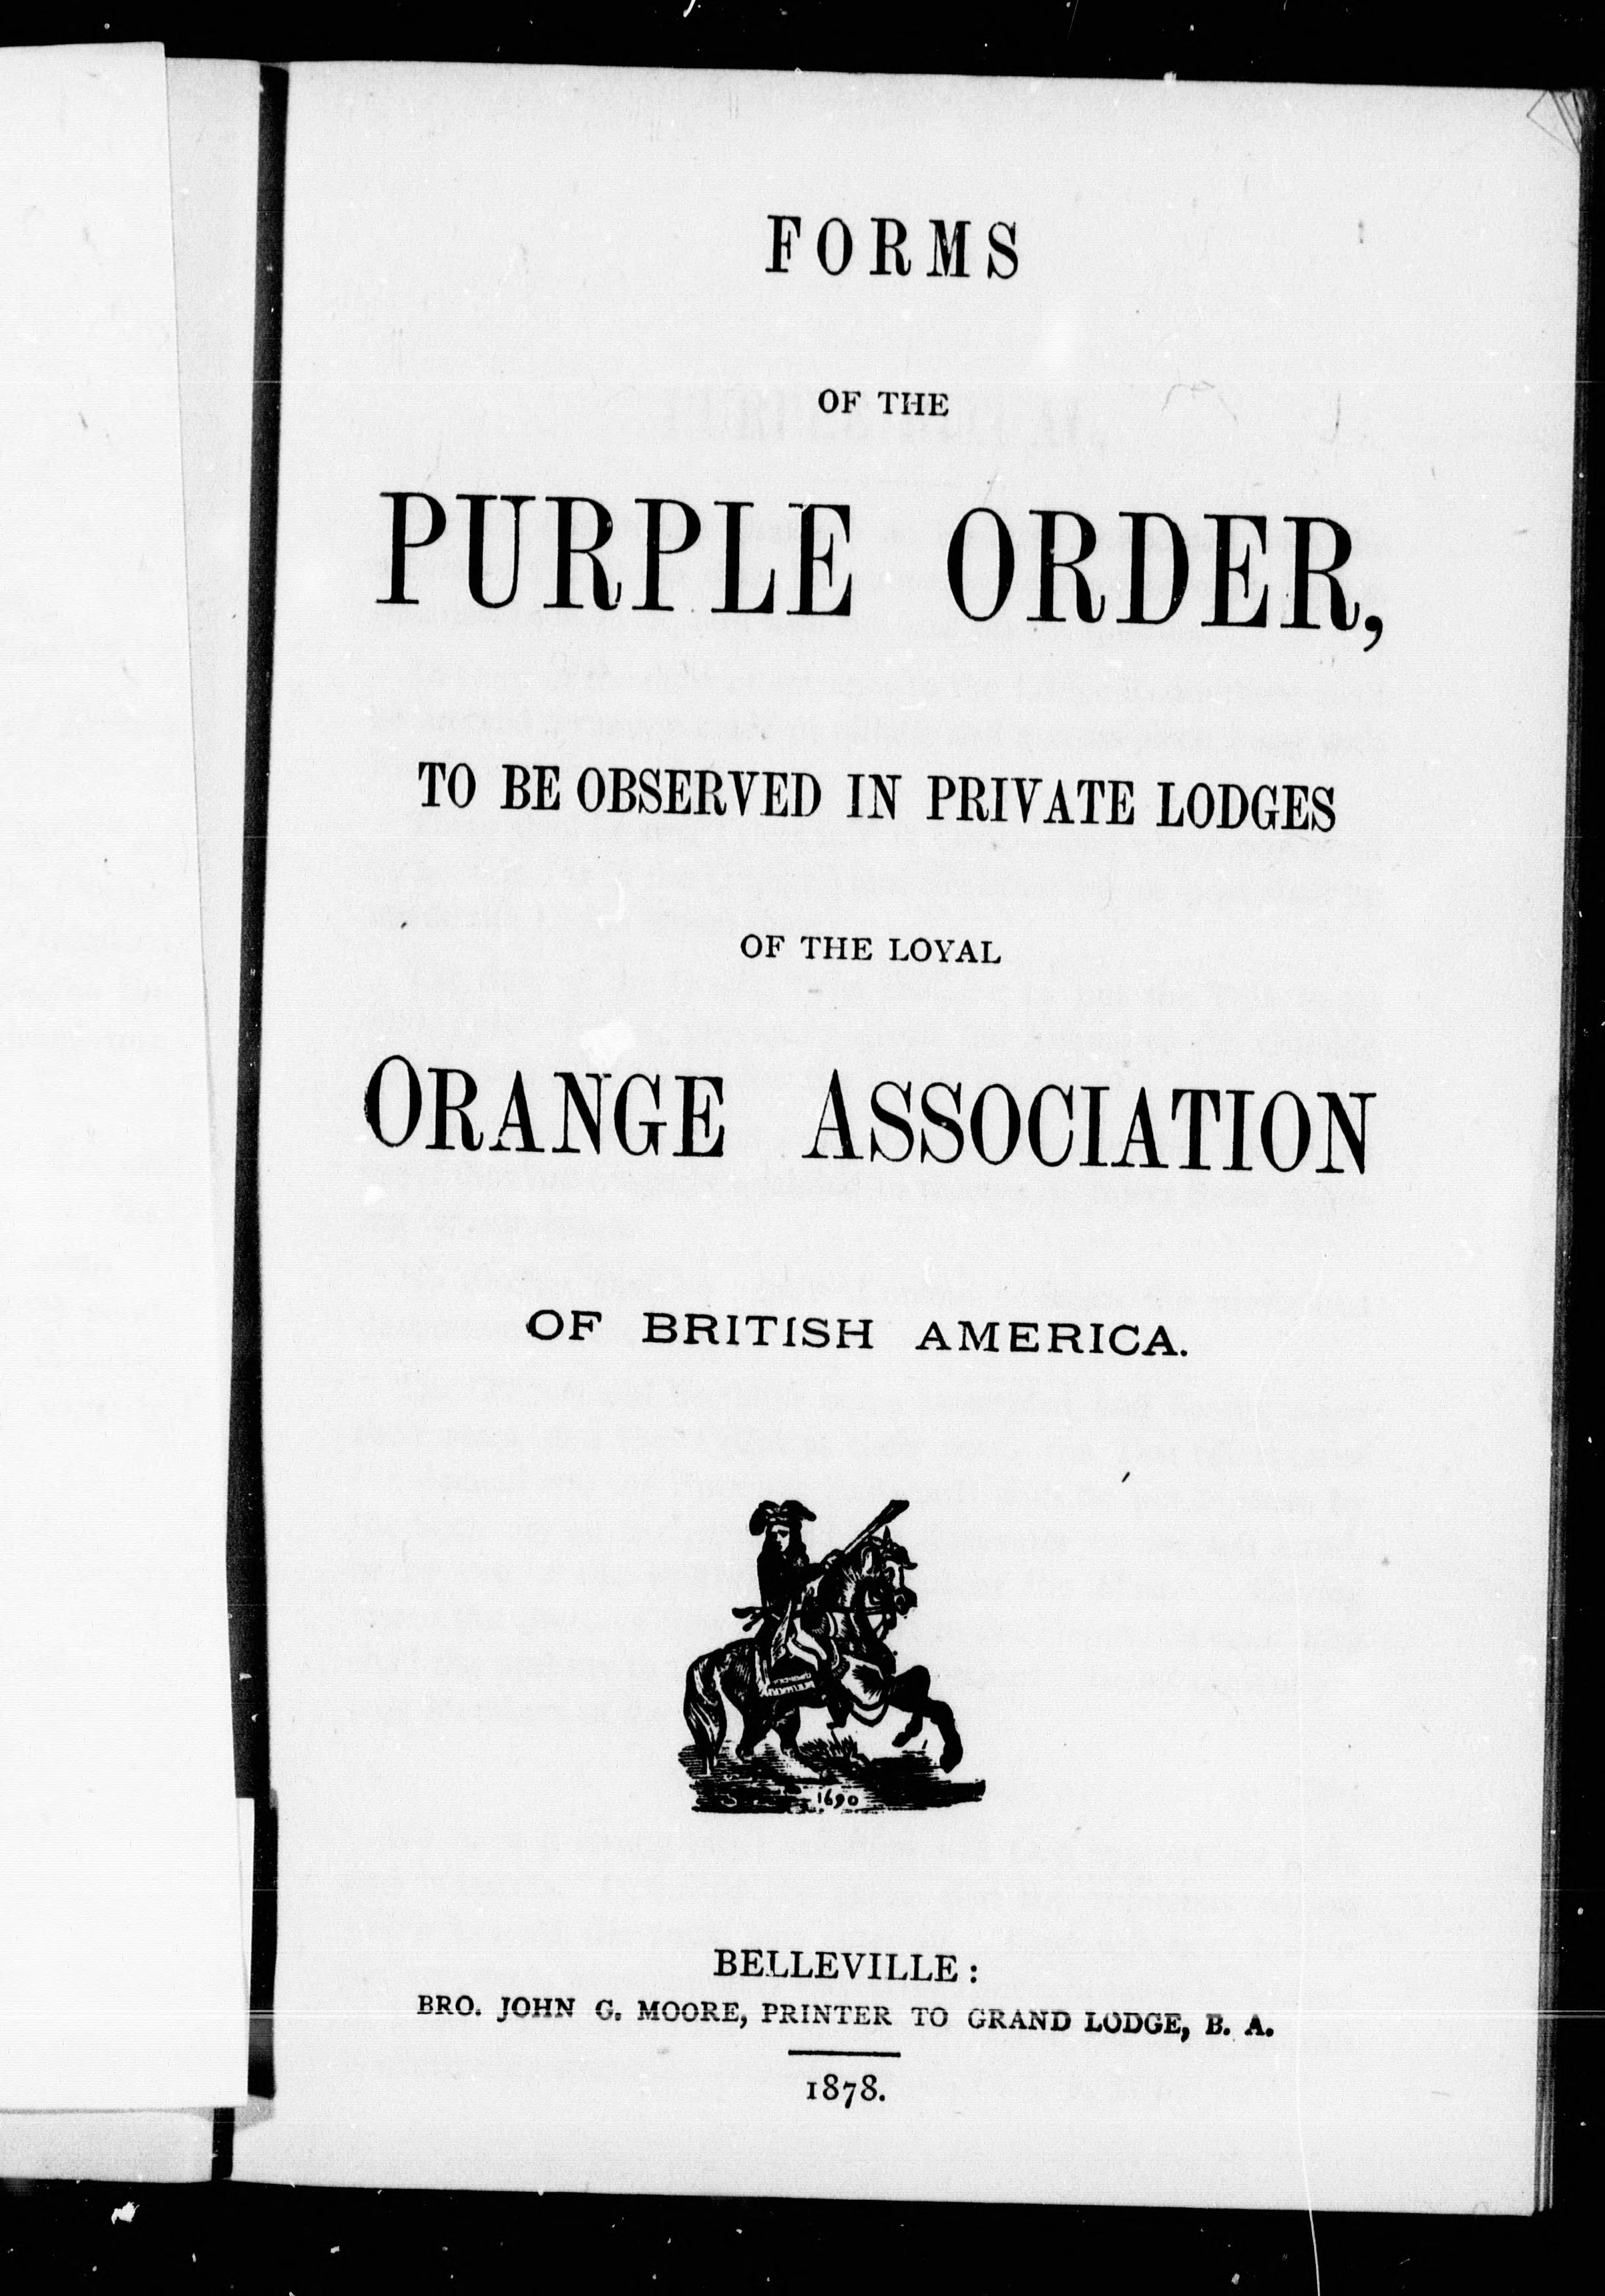 FORMS
OF THE
PURPLE ORDER,
TO BE OBSERVED IN PRIVATE LODGES
OF THE LOYAL
ORANGE ASSOCIATION
OF BRITISH AMERICA.
1690
BELLEVILLE:
BRO. JOHN G. MOORE, PRINTER TO GRAND LODGE, B. A.
1878.